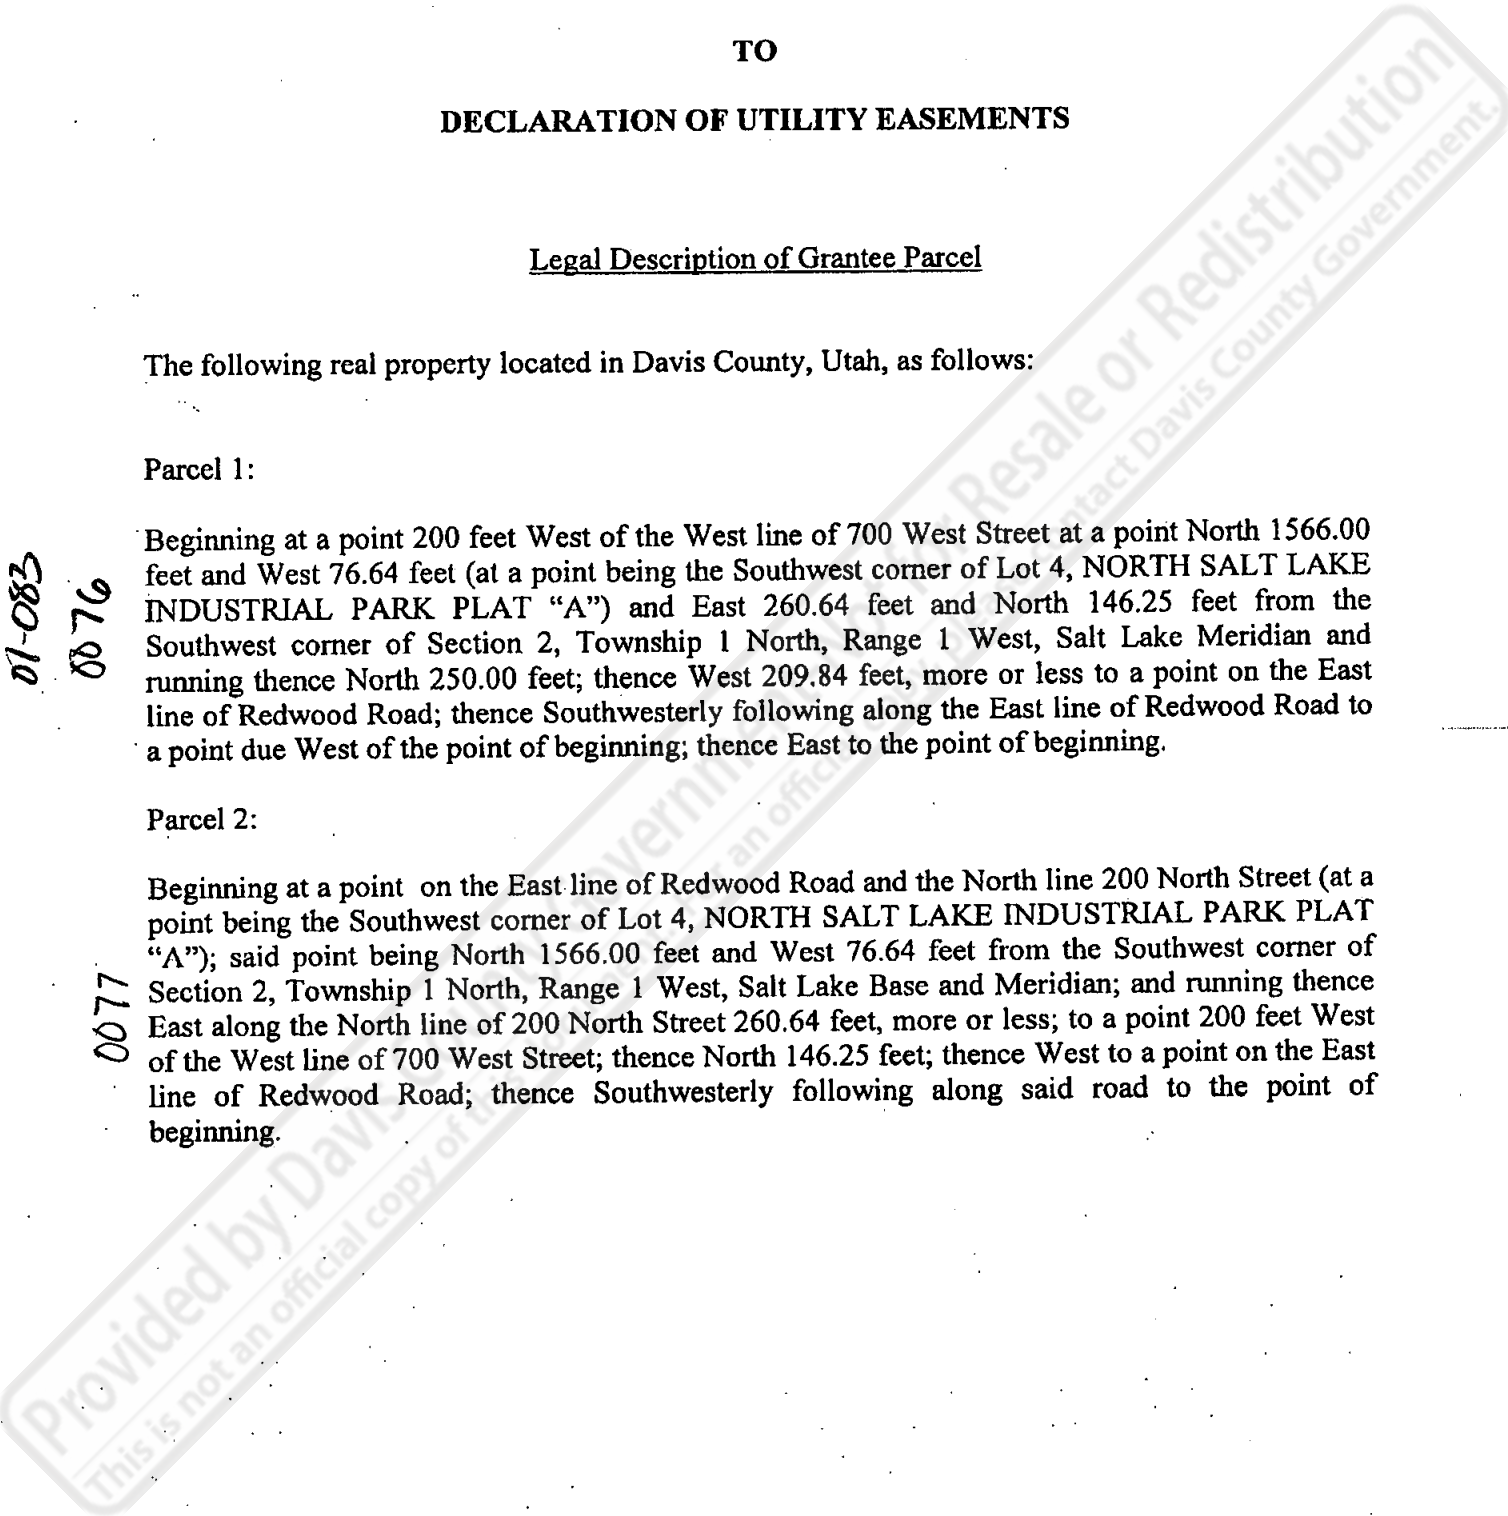 TO
DECLARATION OF UTILITY EASEMENTS
Legal Description of Grantee Parcel
The following real property located in Davis County, Utah, as follows:
Parcel 1:
Beginning at a point 200 feet West of the West line of 700 West Street at a point North 1566.00
feet and West 76.64 feet (at a point being the Southwest corner of Lot 4, NORTH SALT LAKE
INDUSTRIAL PARK PLAT “A”) and East 260.64 feet and North 146.25 feet from the
Southwest corner of Section 2, Township 1 North, Range 1 West, Salt Lake Meridian and
running thence North 250.00 feet; thence West 209.84 feet, more or less to a point on the East
line of Redwood Road; thence Southwesterly following along the East line of Redwood Road to
a point due West of the point of beginning; thence East to the point of beginning.
01-083
0076
Parcel 2:
Beginning at a point on the East line of Redwood Road and the North line 200 North Street (at a
point being the Southwest corner of Lot 4, NORTH SALT LAKE INDUSTRIAL PARK PLAT
“A”); said point being North 1566.00 feet and West 76.64 feet from the Southwest corner of
Section 2, Township 1 North, Range 1 West, Salt Lake Base and Meridian; and running thence
East along the North line of 200 North Street 260.64 feet, more or less; to a point 200 feet West
of the West line of 700 West Street; thence North 146.25 feet; thence West to a point on the East
line of Redwood Road; thence Southwesterly following along said road to the point of
beginning.
0077
Provided by Davis County Government-Not for Resale or Redistribution
This is not an official copy of this document. For an official copy, please contact Davis County Government.